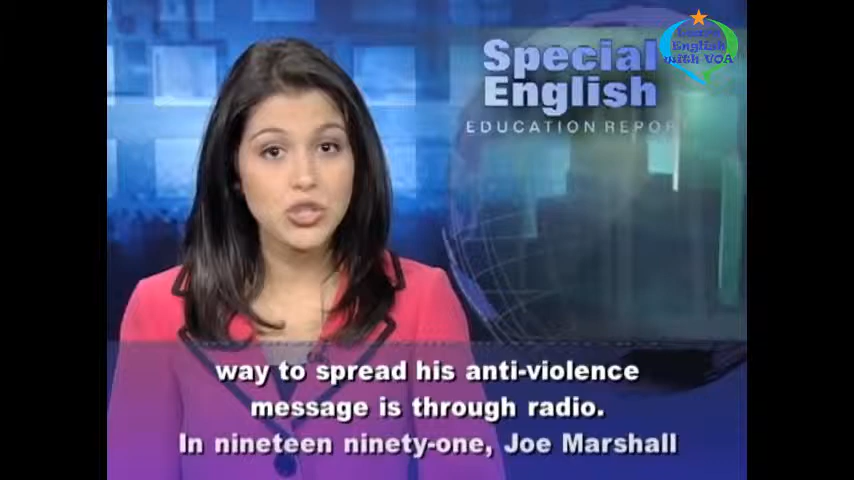 Special
English
EDUCATION REPORT
Learn
English
with VOA
way to spread his anti-violence
message is through radio.
In nineteen ninety-one, Joe Marshall